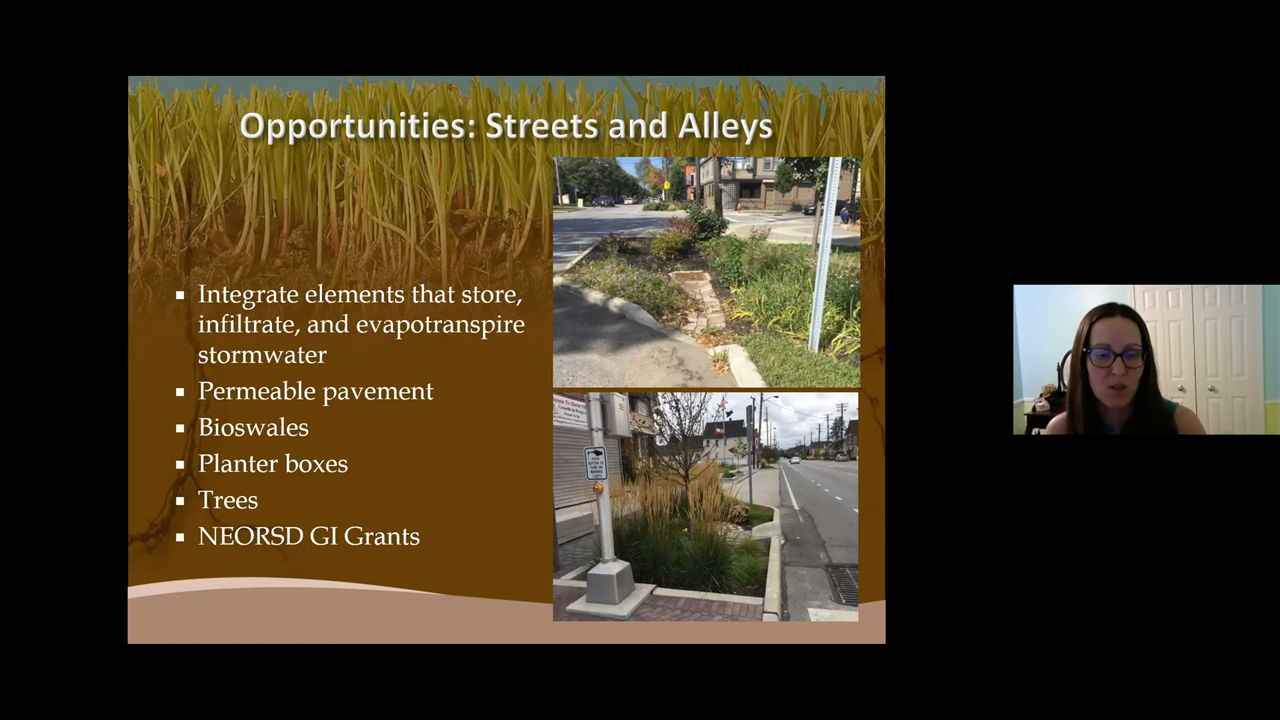 Opportunities: Streets and Alleys
Integrate elements that store,
infiltrate, and evapotranspire
stormwater
Permeable pavement
Bioswales
Planter boxes
Trees
NEORSD GI Grants